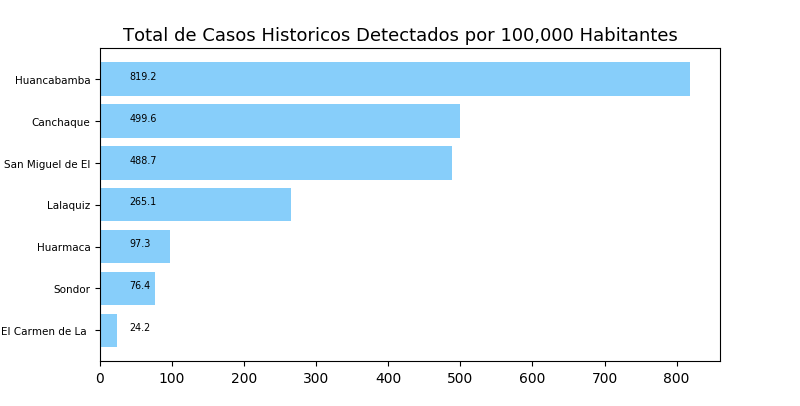 Total de Casos Historicos Detectados por 100,000 Habitantes
Huancabamba 819.2
Canchaque 499.6
San Miguel de El 488.7
Lalaquiz 265.1
Huarmaca 97.3
Sondor 76.4
El Carmen de La 24.2
0 100 200 300 400 500 600 700 800